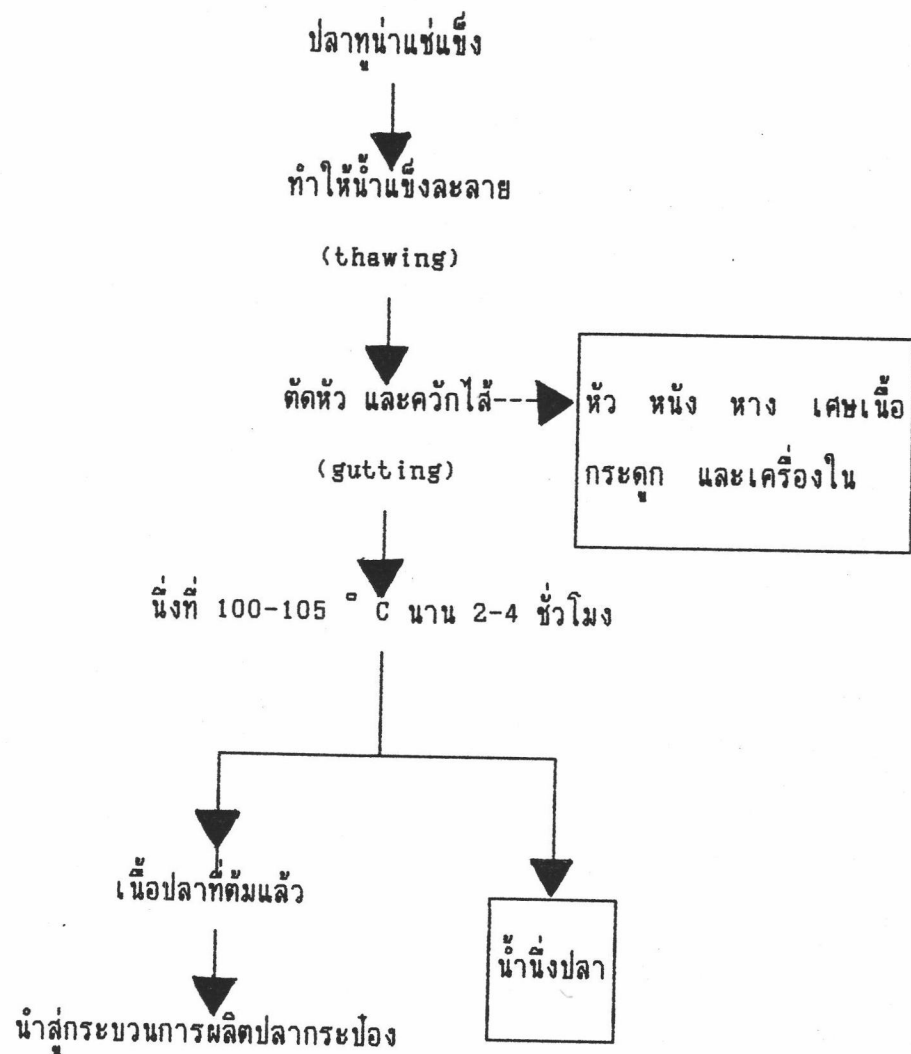 ปลาทูน่าแช่แข็ง
ทำให้น้ำแข็งละลาย
(thawing)
ตัดหัว และควักไส้
หัว หนัง หาง เศษเนื้อ
กระดูก และเครื่องใน
(gutting)
นึ่งที่ 100-105 ° C นาน 2-4 ชั่วโมง
เนื้อปลาที่ต้มแล้ว
น้ำนึ่งปลา
นำสู่กระบวนการผลิตปลากระป๋อง